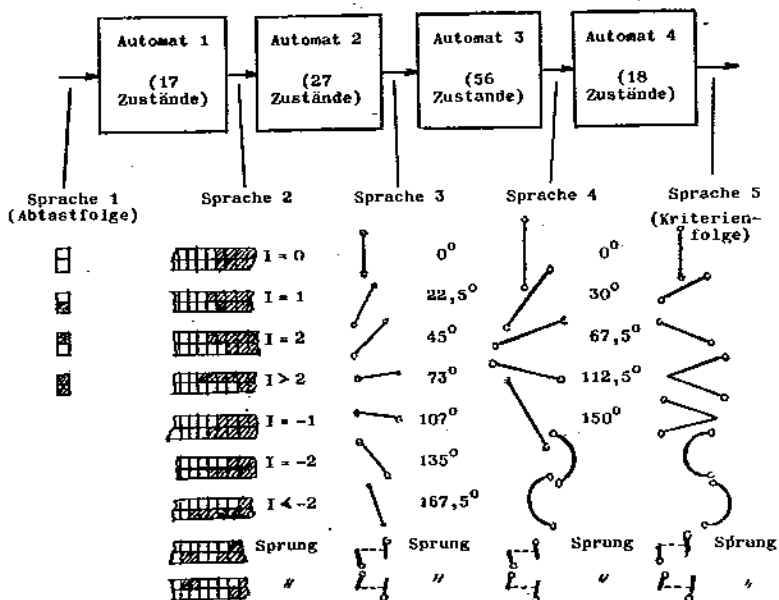 Automat 1 Automat 2 Automat 3 Automat 4
(17 (27 (56 (18
Zustände) Zustände) Zustande) Zustände)
Sprache 1 Sprache 2 Sprache 3 Sprache 4 Sprache 5
(Abtastfolge) (Kriterien-
folge)
I = 0 0° 0°
I = 1 22,5° 30°
I = 2 45° 67,5°
I > 2 73° 112,5°
I = -1 107° 150°
I = -2 135°
I < -2 167,5°
Sprung Sprung Sprung Sprung
" " " "